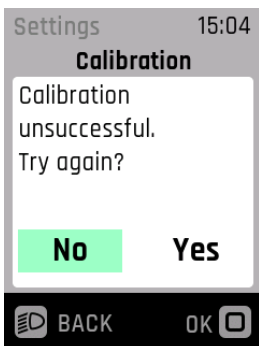 Settings 15:04
Calibration
Calibration
unsuccessful.
Try again?
No Yes
BACK OK